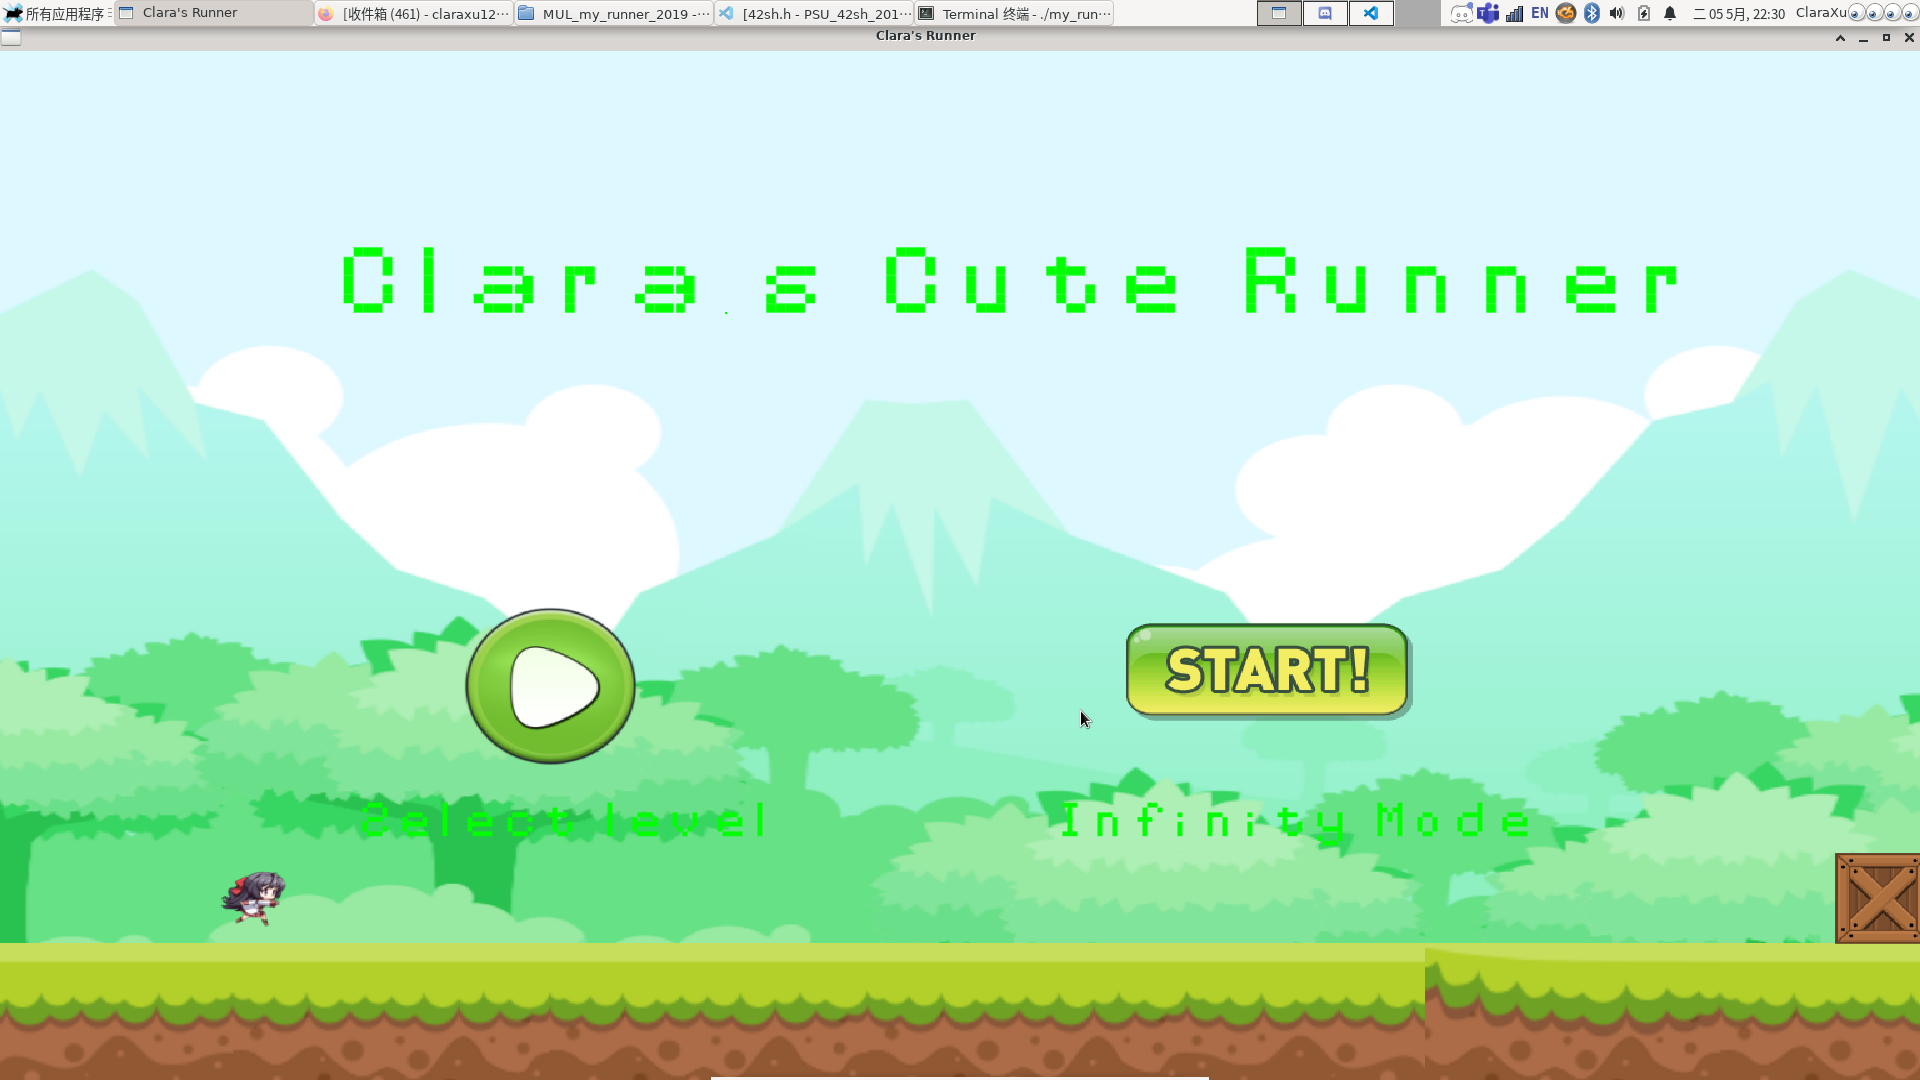 所有应用程序
Clara's Runner
[收件箱 (461) - claraxu12···
MUL_my_runner_2019 -···
[42sh.h - PSU_42sh_201···
Terminal 终端 - ./my_run···
EN
二 05 5月, 22:30
ClaraXu
Clara's Runner
Clara.s Cute Runner
START!
Select level
Infinity Mode